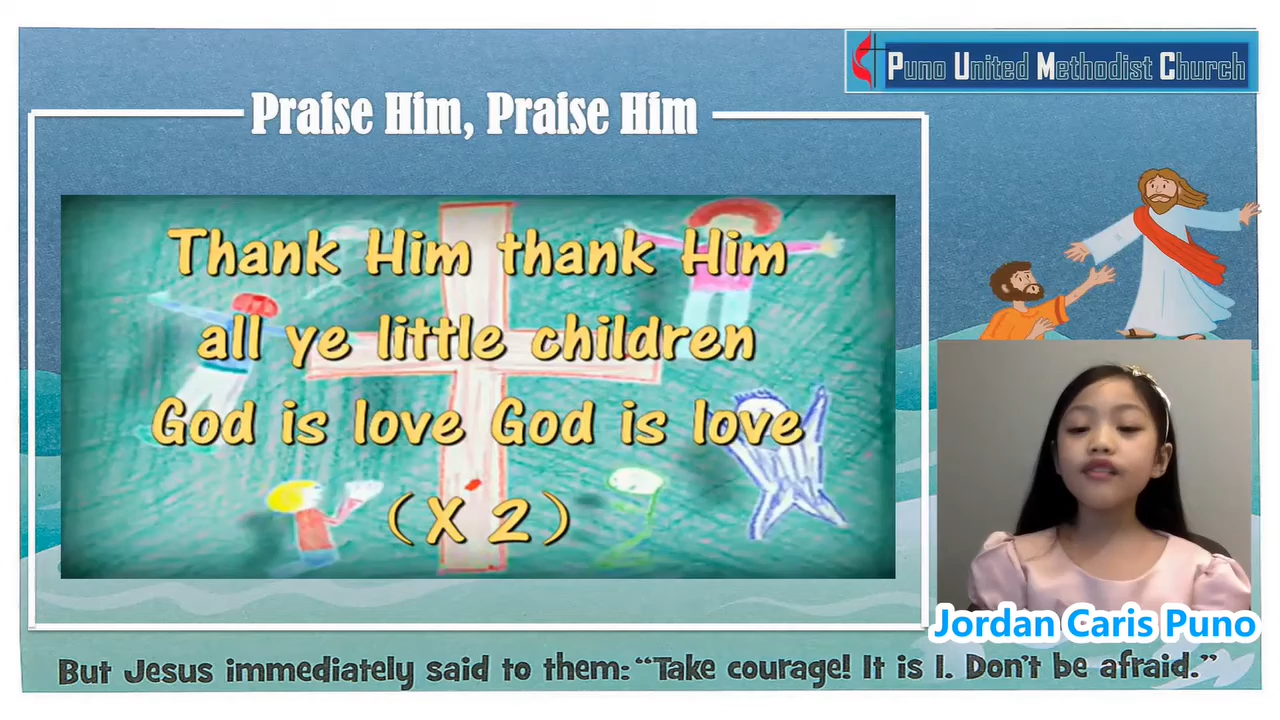 Puno United Methodist Church
Praise Him, Praise Him
Thank Him thank Him
all ye little children
God is love God is love
(X 2)
Jordan Caris Puno
But Jesus immediately said to them: “Take courage! It is I. Don't be afraid.”